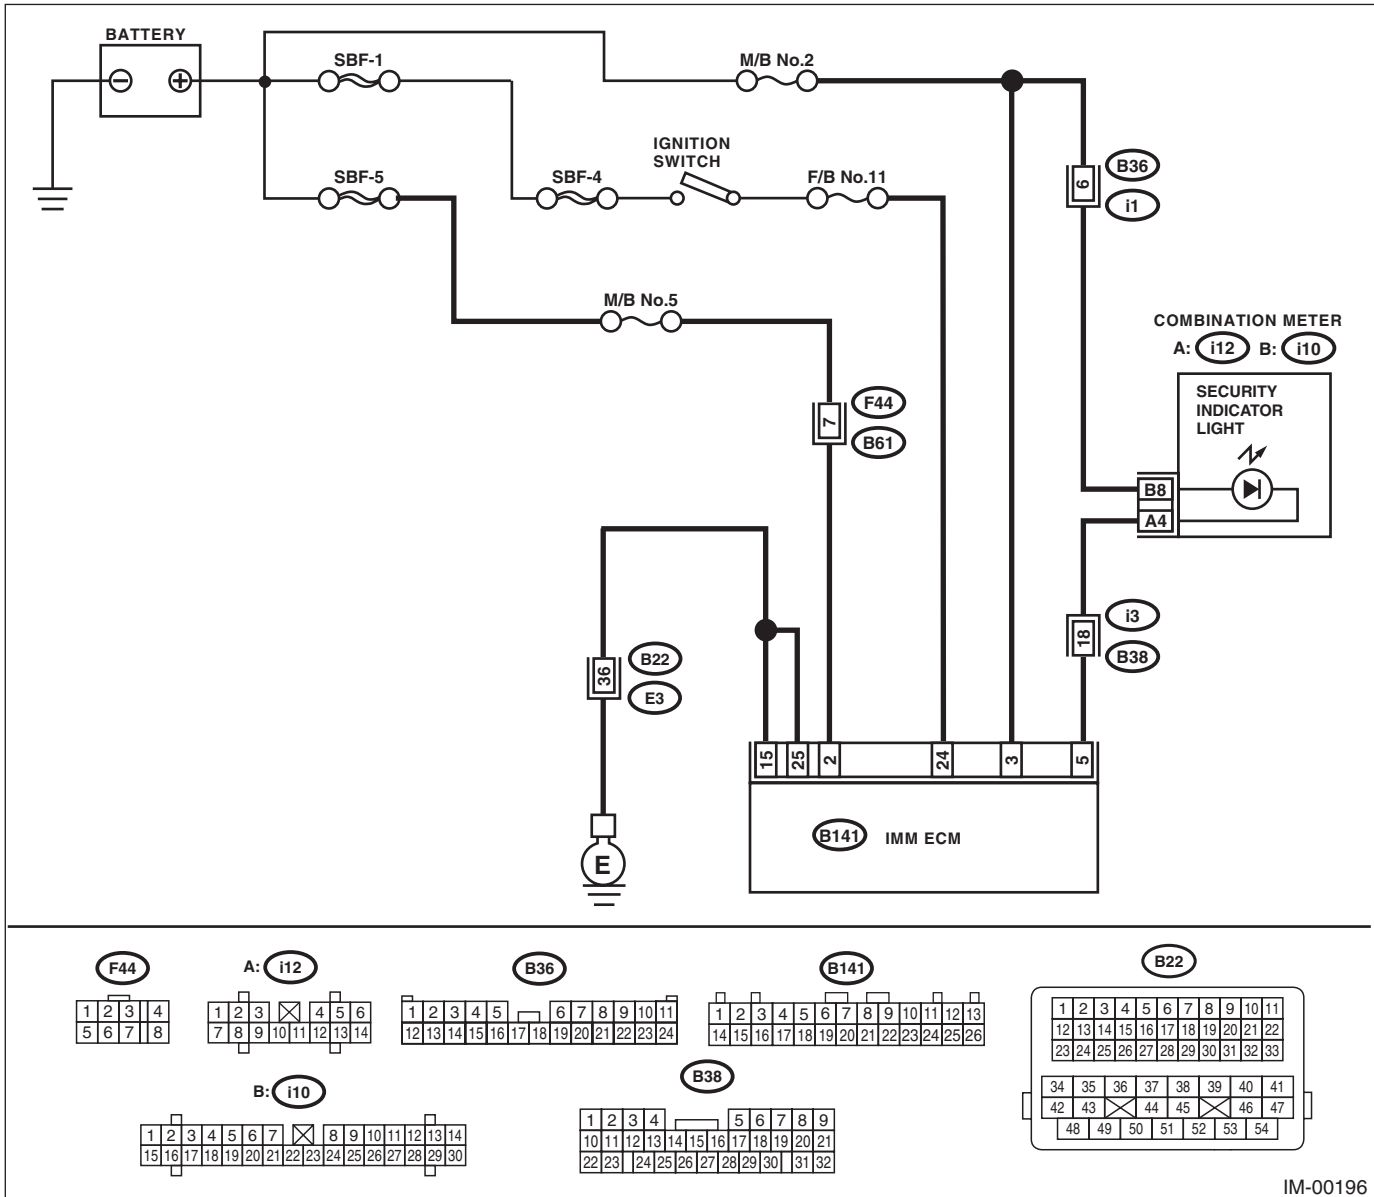 BATTERY
SBF-1
M/B No.2
IGNITION
SWITCH
SBF-5
SBF-4
F/B No.11
6
B36
i1
M/B No.5
COMBINATION METER
A: i12 B: i10
SECURITY
INDICATOR
LIGHT
7
F44
B61
B8
A4
36
B22
E3
18
i3
B38
15 25 2 24 3 5
B141 IMM ECM
E
F44
1 2 3 4
5 6 7 8
A: i12
1 2 3 4 5 6
7 8 9 10 11 12 13 14
B36
1 2 3 4 5 6 7 8 9 10 11
12 13 14 15 16 17 18 19 20 21 22 23 24
B141
1 2 3 4 5 6 7 8 9 10 11 12 13
14 15 16 17 18 19 20 21 22 23 24 25 26
B22
1 2 3 4 5 6 7 8 9 10 11
12 13 14 15 16 17 18 19 20 21 22
23 24 25 26 27 28 29 30 31 32 33
34 35 36 37 38 39 40 41
42 43 44 45 46 47
48 49 50 51 52 53 54
B: i10
1 2 3 4 5 6 7 8 9 10 11 12 13 14
15 16 17 18 19 20 21 22 23 24 25 26 27 28 29 30
B38
1 2 3 4 5 6 7 8 9
10 11 12 13 14 15 16 17 18 19 20 21
22 23 24 25 26 27 28 29 30 31 32
IM-00196